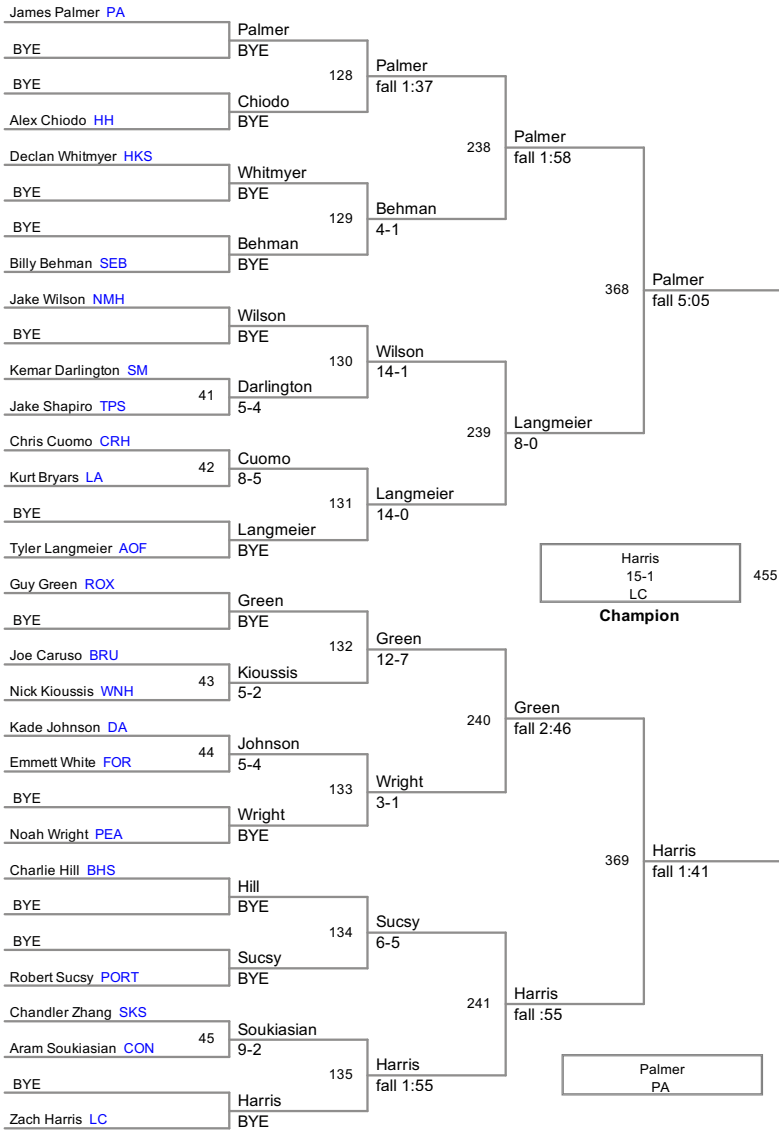 James Palmer PA
BYE
Palmer
BYE
BYE
Alex Chiodo HH
Chiodo
BYE
128
Palmer
fall 1:37
Declan Whitmyer HKS
BYE
Whitmyer
BYE
BYE
Billy Behman SEB
Behman
BYE
129
Behman
4-1
238
Palmer
fall 1:58
Jake Wilson NMH
BYE
Wilson
BYE
Kemar Darlington SM
Jake Shapiro TPS
41
Darlington
5-4
130
Wilson
14-1
Chris Cuomo CRH
Kurt Bryars LA
42
Cuomo
8-5
BYE
Tyler Langmeier AOF
Langmeier
BYE
131
Langmeier
14-0
239
Langmeier
8-0
368
Palmer
fall 5:05
Harris
15-1
LC
455
Champion
Guy Green ROX
BYE
Green
BYE
Joe Caruso BRU
Nick Kioussis WNH
43
Kioussis
5-2
132
Green
12-7
Kade Johnson DA
Emmett White FOR
44
Johnson
5-4
BYE
Noah Wright PEA
Wright
BYE
133
Wright
3-1
240
Green
fall 2:46
Charlie Hill BHS
BYE
Hill
BYE
BYE
Robert Sucsy PORT
Sucsy
BYE
134
Sucsy
6-5
Chandler Zhang SKS
Aram Soukiasian CON
45
Soukiasian
9-2
BYE
Zach Harris LC
Harris
BYE
135
Harris
fall 1:55
241
Harris
fall :55
369
Harris
fall 1:41
Palmer
PA